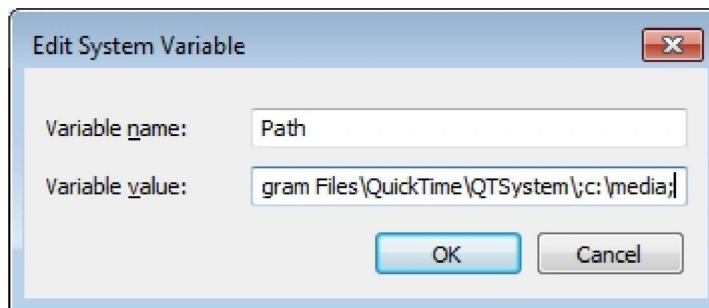 Edit System Variable
Variable name: Path
Variable value: gram Files\QuickTime\QTSystem\;c:\media;
OK Cancel